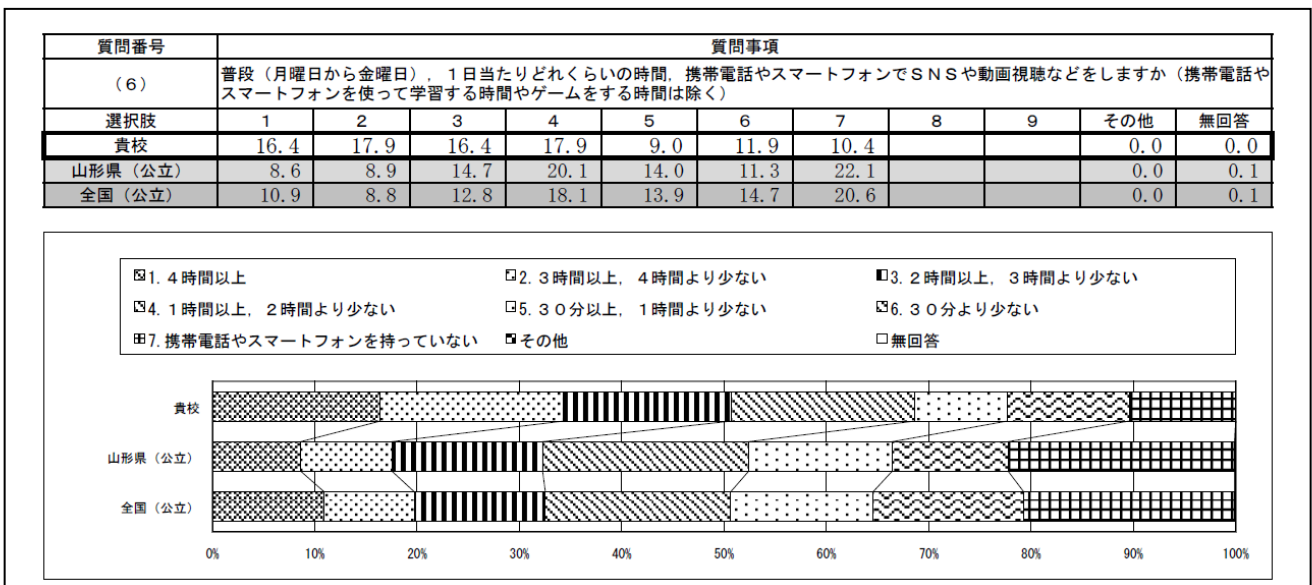 質問番号 質問事項
(6) 普段(月曜日から金曜日),1日当たりどれくらいの時間,携帯電話やスマートフォンでSNSや動画視聴などをしますか(携帯電話や
スマートフォンを使って学習する時間やゲームをする時間は除く)
選択肢 1 2 3 4 5 6 7 8 9 その他 無回答
貴校 16.4 17.9 16.4 17.9 9.0 11.9 10.4 0.0 0.0
山形県(公立) 8.6 8.9 14.7 20.1 14.0 11.3 22.1 0.0 0.1
全国(公立) 10.9 8.8 12.8 18.1 13.9 14.7 20.6 0.0 0.1
1.4時間以上 2.3時間以上,4時間より少ない 3.2時間以上,3時間より少ない
4.1時間以上,2時間より少ない 5.30分以上,1時間より少ない 6.30分より少ない
7.携帯電話やスマートフォンを持っていない その他 無回答
貴校
山形県(公立)
全国(公立)
0% 10% 20% 30% 40% 50% 60% 70% 80% 90% 100%